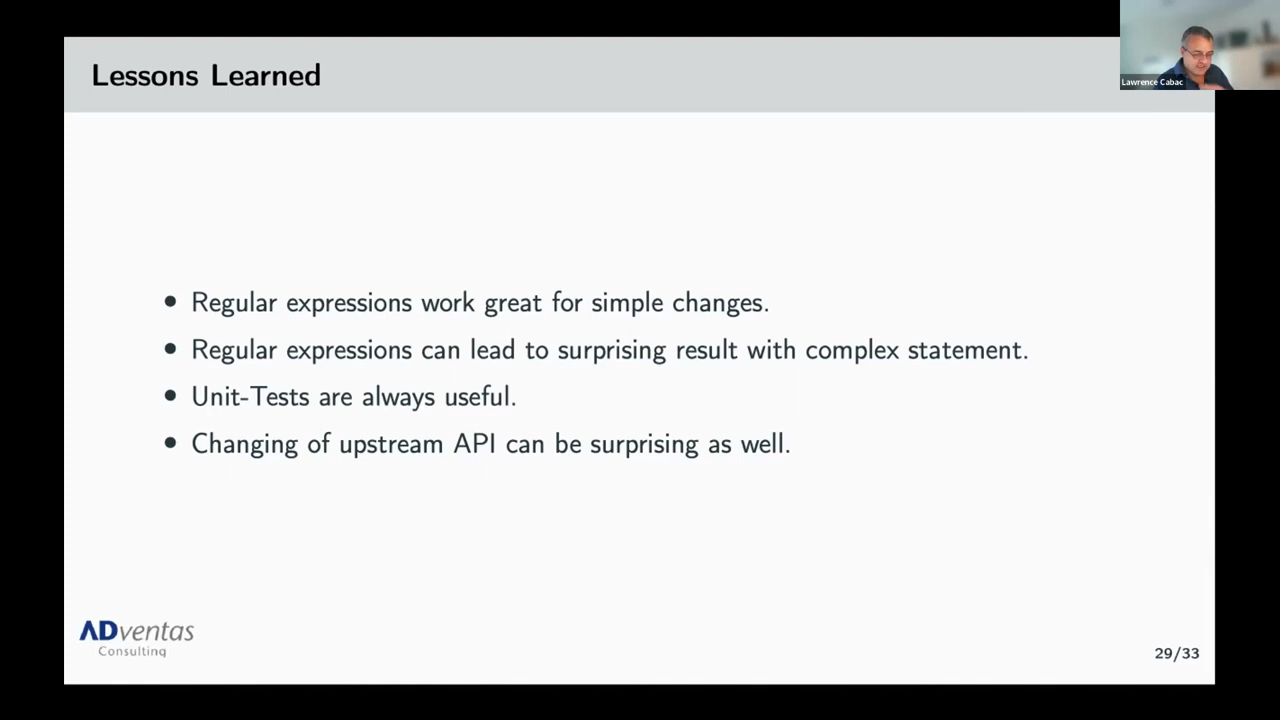 Lessons Learned
Lawrence Cabac
• Regular expressions work great for simple changes.
• Regular expressions can lead to surprising result with complex statement.
• Unit-Tests are always useful.
• Changing of upstream API can be surprising as well.
ADventas
Consulting
29/33